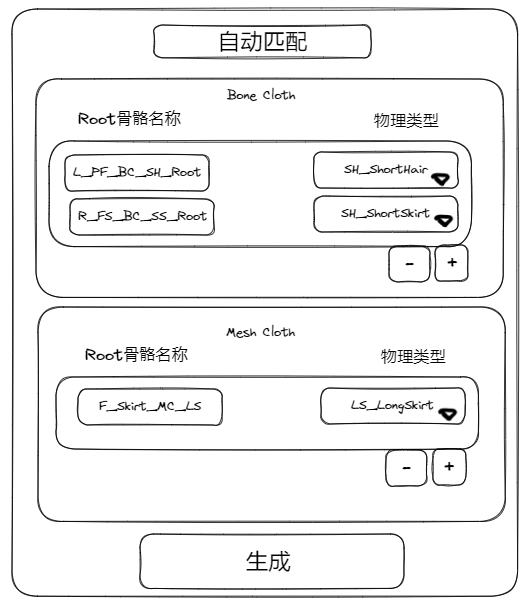 自动匹配
Bone Cloth
Root骨骼名称 物理类型
L_PF_BC_SH_Root SH_ShortHair
R_FS_BC_SS_Root SH_ShortSkirt
- +
Mesh Cloth
Root骨骼名称 物理类型
F_Skirt_MC_LS LS_LongSkirt
- +
生成